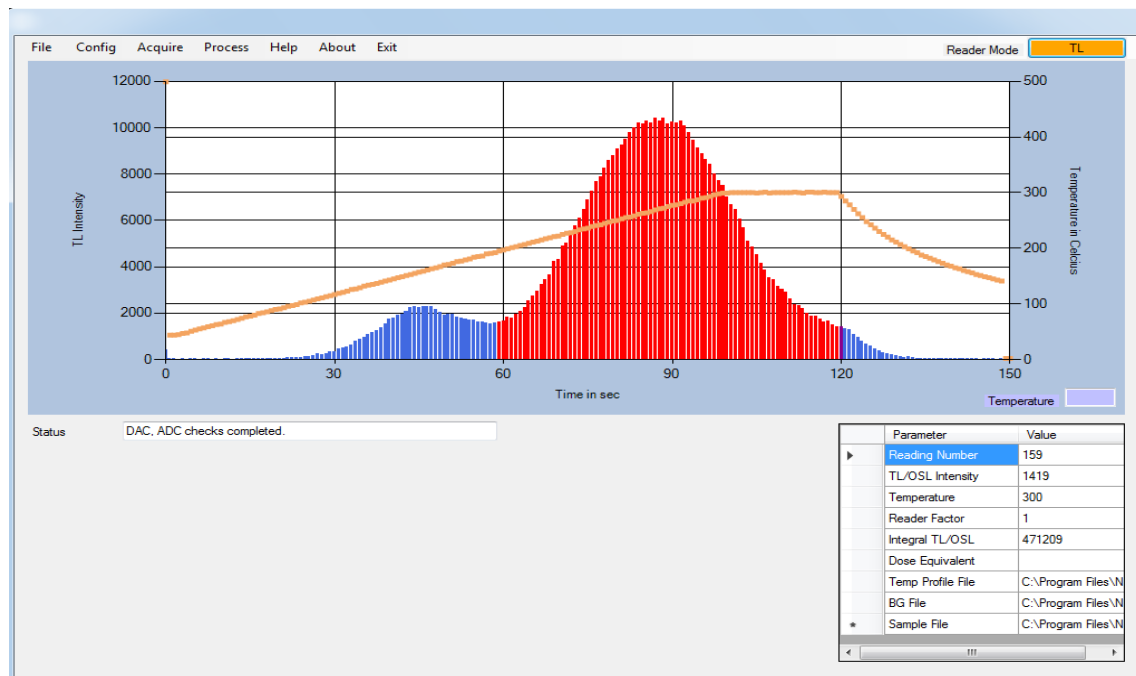 File Config Acquire Process Help About Exit Reader Mode TL
12000 500
10000 400
8000
300
6000
200
4000
100
2000
0 0
TL Intensity
Temperature in Celcius
0 30 60 90 120 150
Time in sec
Temperature
Status DAC, ADC checks completed.
Parameter Value
Reading Number 159
TL/OSL Intensity 1419
Temperature 300
Reader Factor 1
Integral TL/OSL 471209
Dose Equivalent
Temp Profile File C:\Program Files\N
BG File C:\Program Files\N
* Sample File C:\Program Files\N